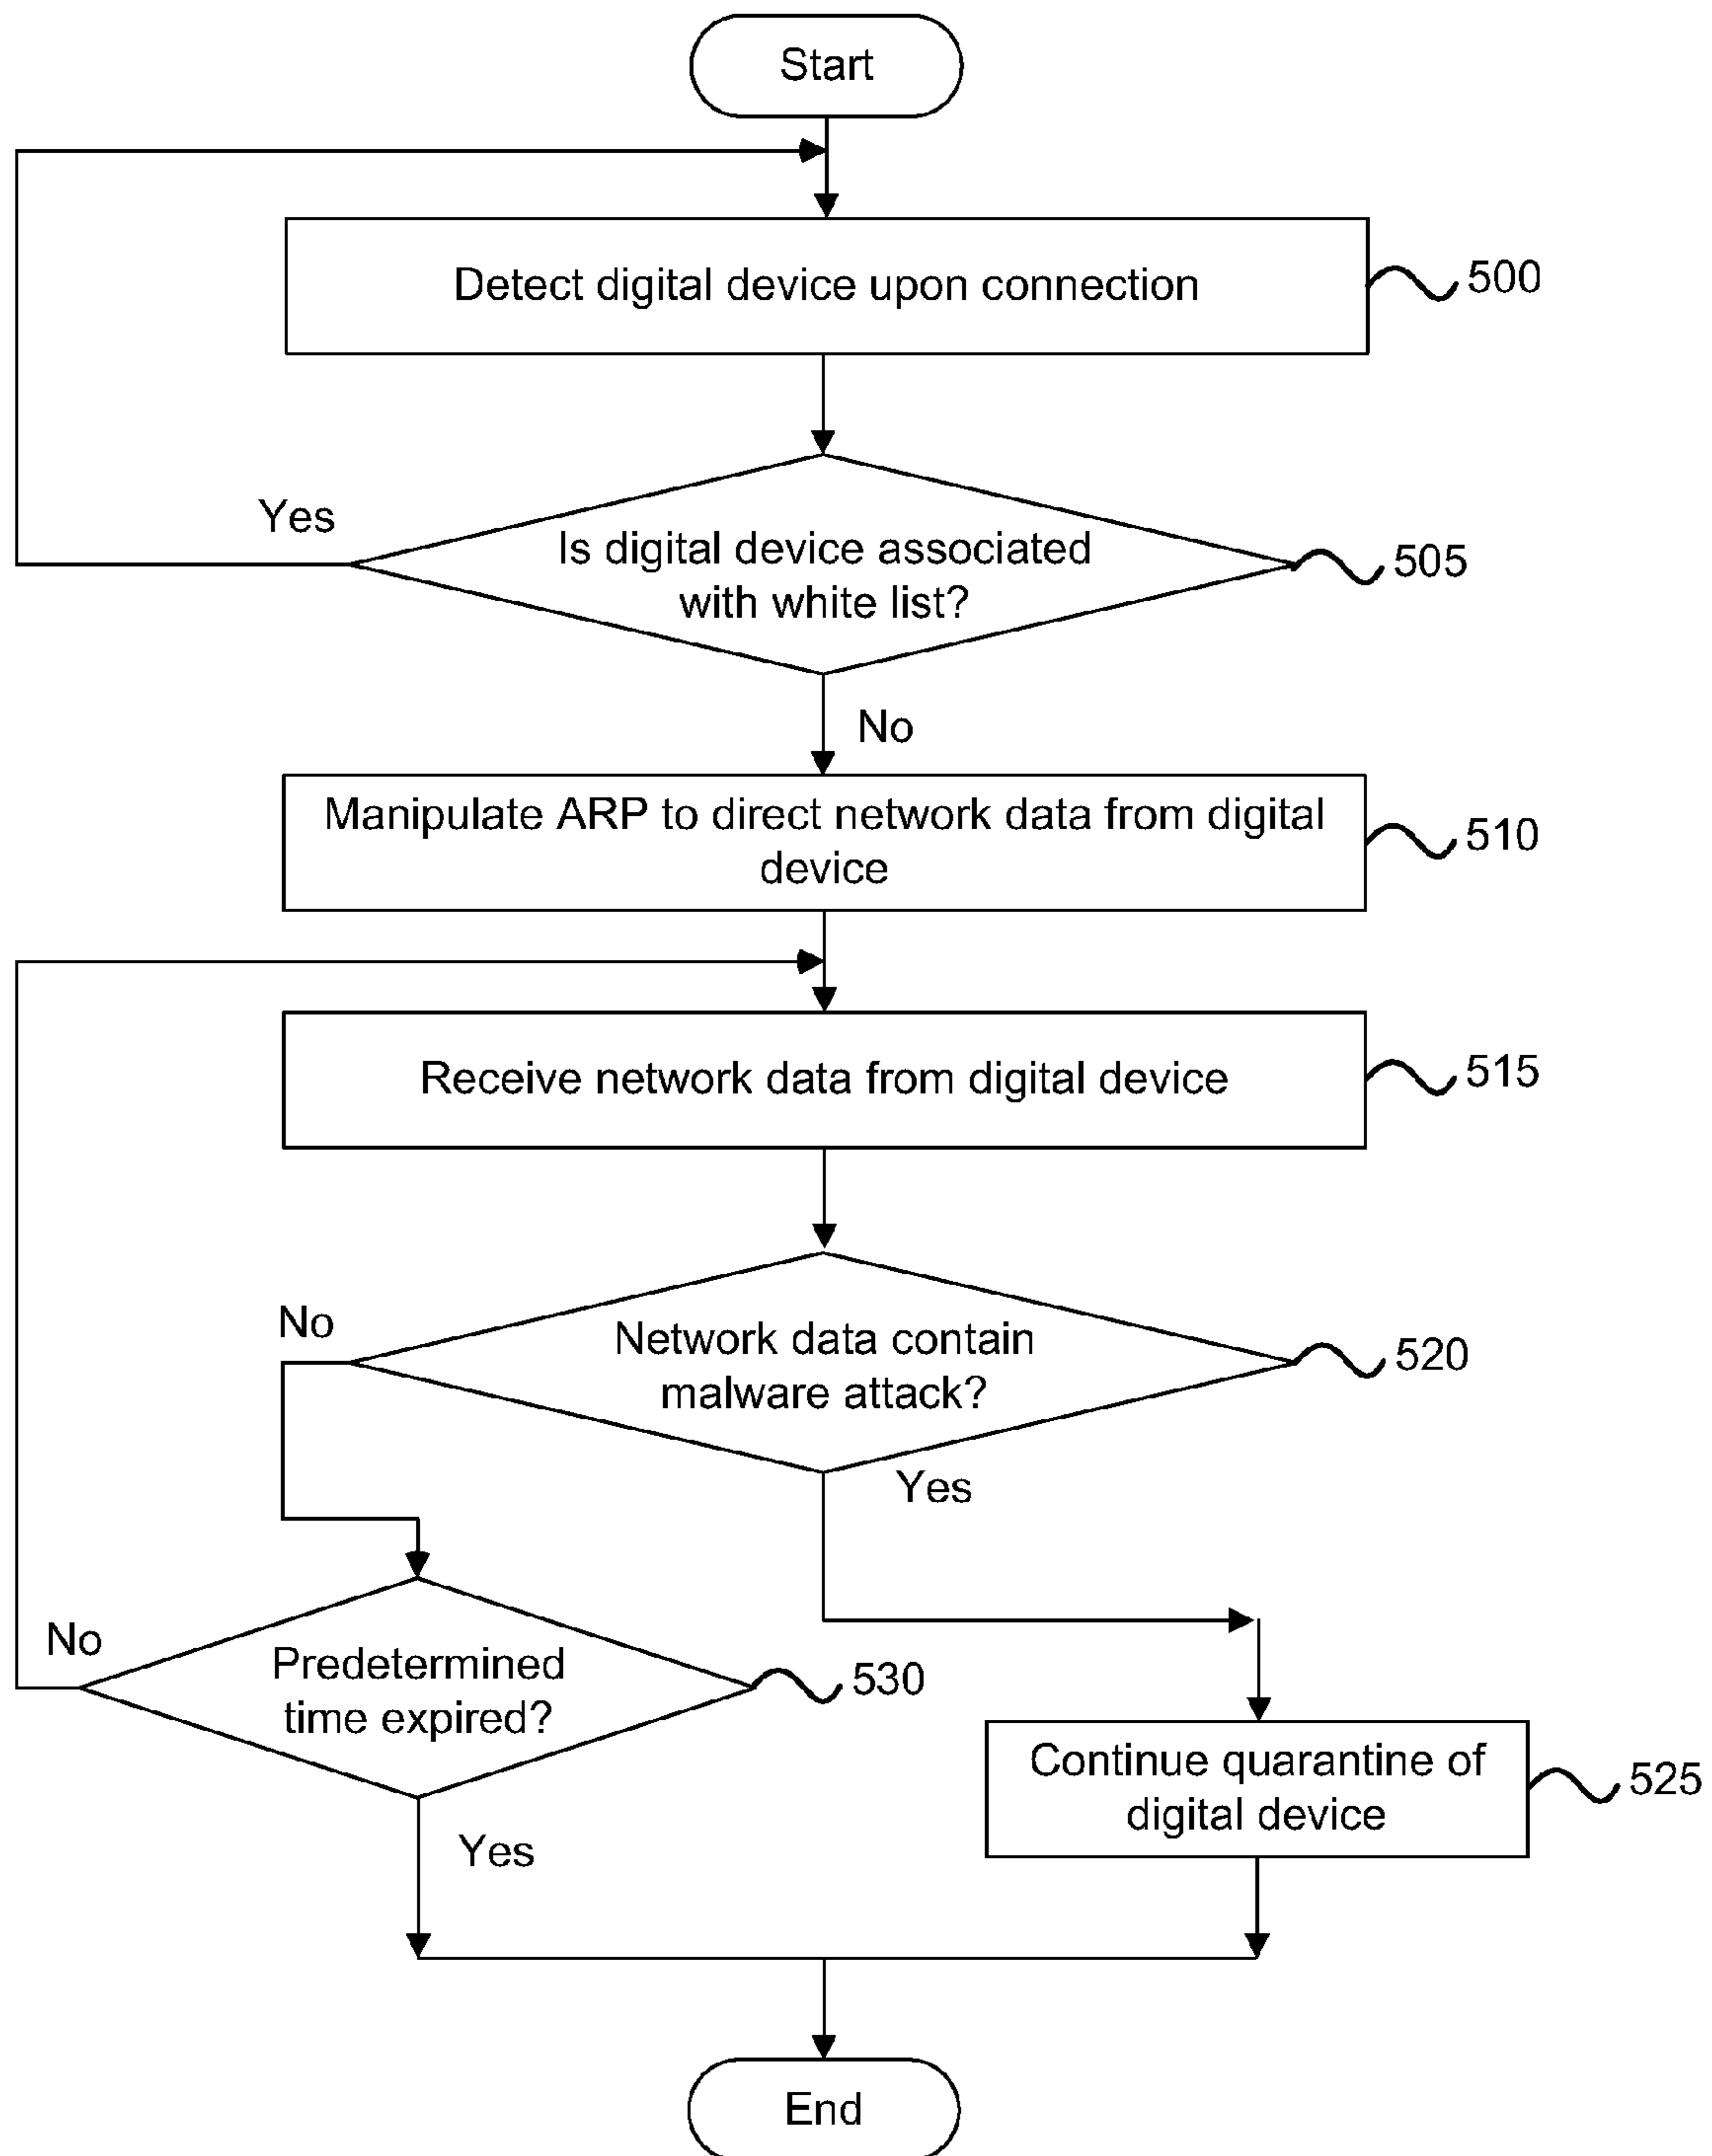 Start
Detect digital device upon connection
500
Yes
Is digital device associated
with white list?
505
No
Manipulate ARP to direct network data from digital
device
510
Receive network data from digital device
515
No
Network data contain
malware attack?
520
Yes
No
Predetermined
time expired?
530
Continue quarantine of
digital device
525
Yes
End